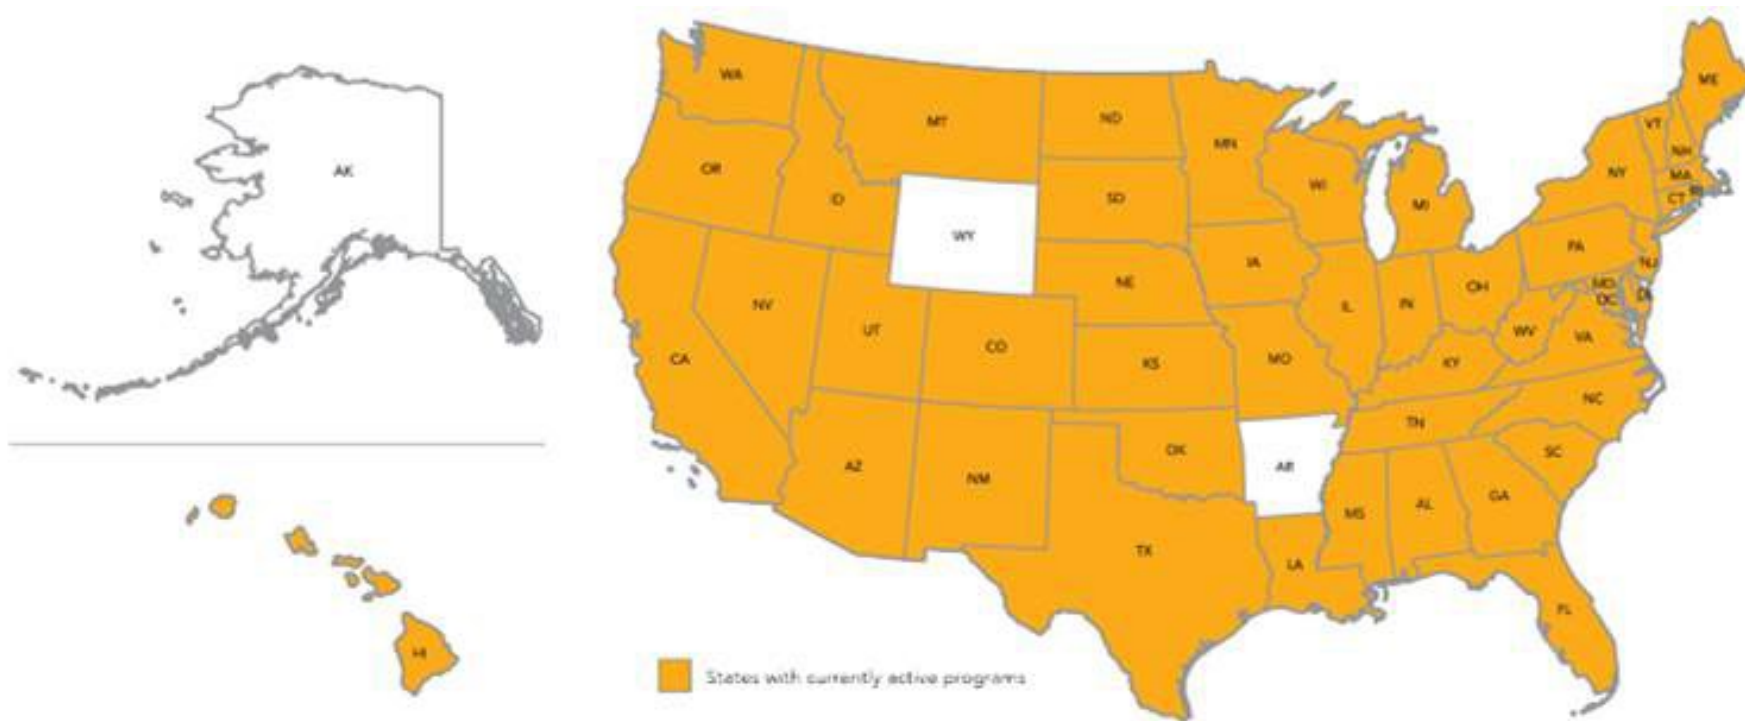 WA
MT
ND
MN
ME
VT
NH
OR
ID
SD
WI
MI
NY
MA
RI
CT
AK
WY
IA
NE
PA
NJ
NV
UT
CO
IL
IN
OH
MD
DE
DC
WV
VA
CA
KS
MO
KY
NC
TN
AZ
NM
OK
AR
SC
MS
AL
GA
TX
LA
FL
HI
States with currently active programs